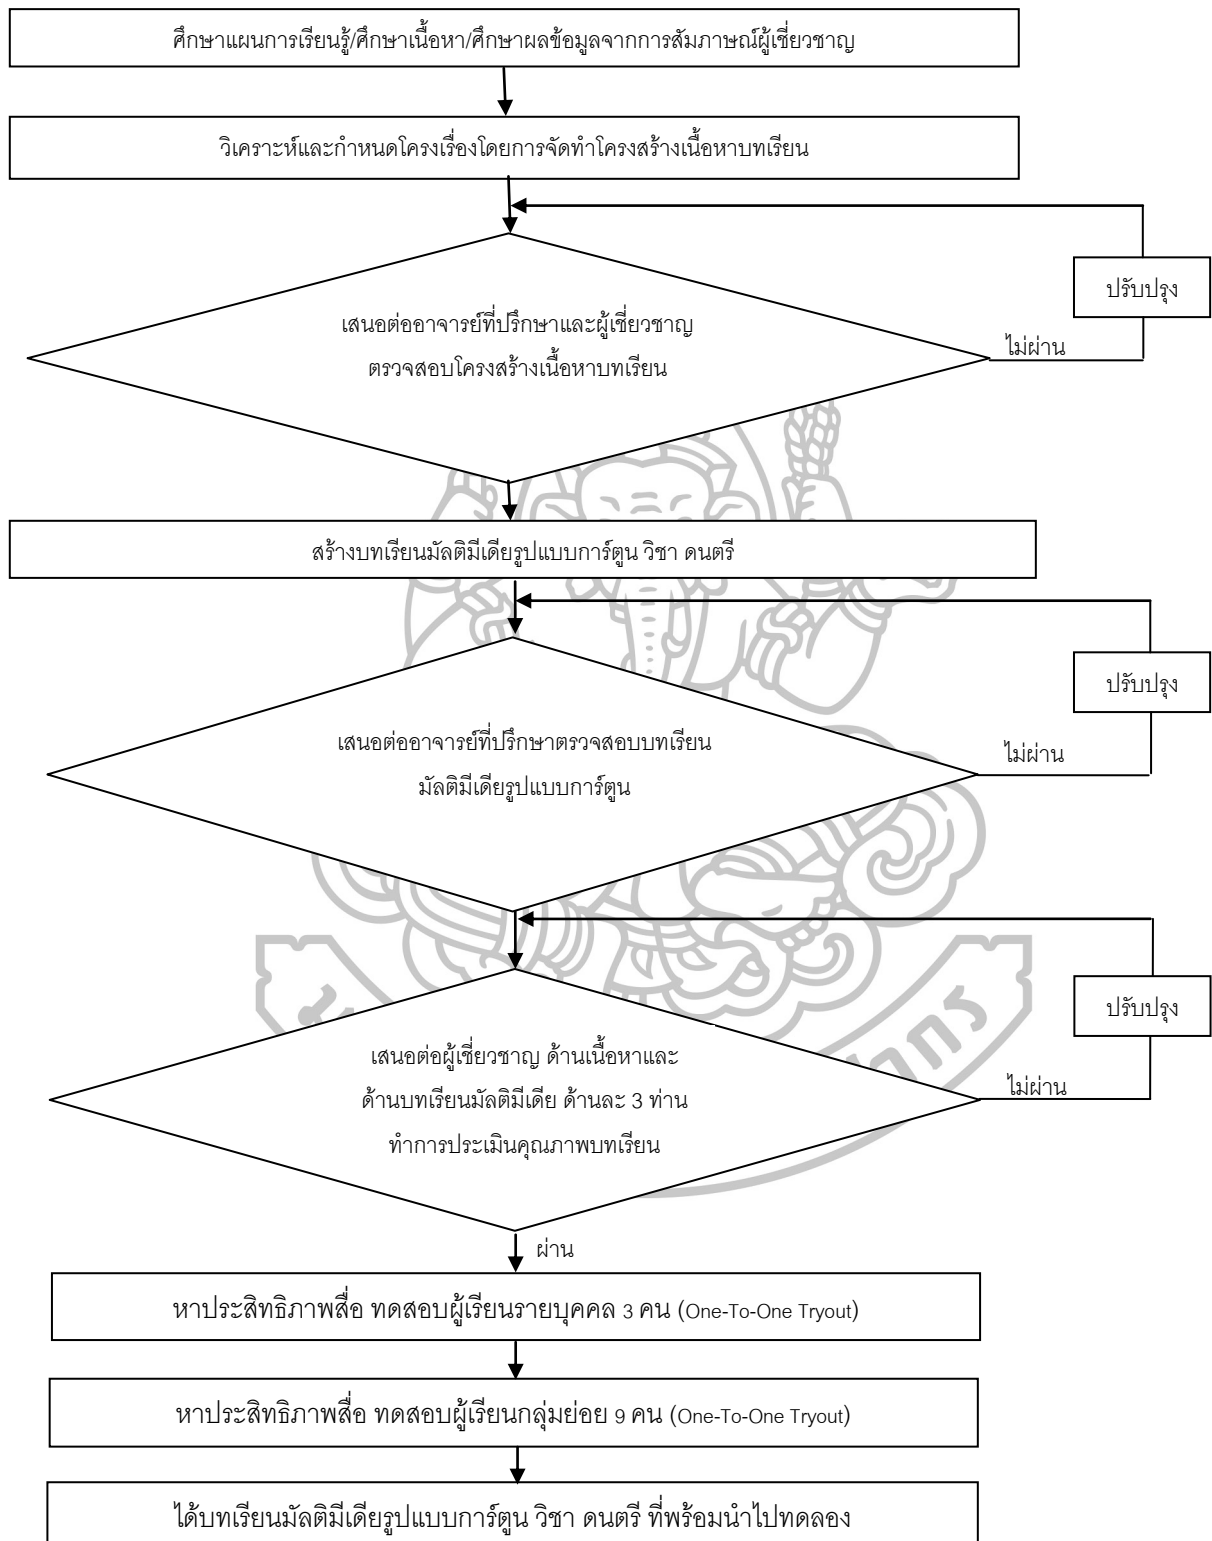 ศึกษาแผนการเรียนรู้/ศึกษาเนื้อหา/ศึกษาผลข้อมูลจากการสัมภาษณ์ผู้เชี่ยวชาญ
วิเคราะห์และกำหนดโครงเรื่องโดยการจัดทำโครงสร้างเนื้อหาบทเรียน
ปรับปรุง
เสนอต่ออาจารย์ที่ปรึกษาและผู้เชี่ยวชาญ
ตรวจสอบโครงสร้างเนื้อหาบทเรียน
ไม่ผ่าน
สร้างบทเรียนมัลติมีเดียรูปแบบการ์ตูน วิชา ดนตรี
ปรับปรุง
เสนอต่ออาจารย์ที่ปรึกษาตรวจสอบบทเรียน
มัลติมีเดียรูปแบบการ์ตูน
ไม่ผ่าน
ปรับปรุง
เสนอต่อผู้เชี่ยวชาญ ด้านเนื้อหาและ
ด้านบทเรียนมัลติมีเดีย ด้านละ 3 ท่าน
ทำการประเมินคุณภาพบทเรียน
ไม่ผ่าน
ผ่าน
หาประสิทธิภาพสื่อ ทดสอบผู้เรียนรายบุคคล 3 คน (One-To-One Tryout)
หาประสิทธิภาพสื่อ ทดสอบผู้เรียนกลุ่มย่อย 9 คน (One-To-One Tryout)
ได้บทเรียนมัลติมีเดียรูปแบบการ์ตูน วิชา ดนตรี ที่พร้อมนำไปทดลอง